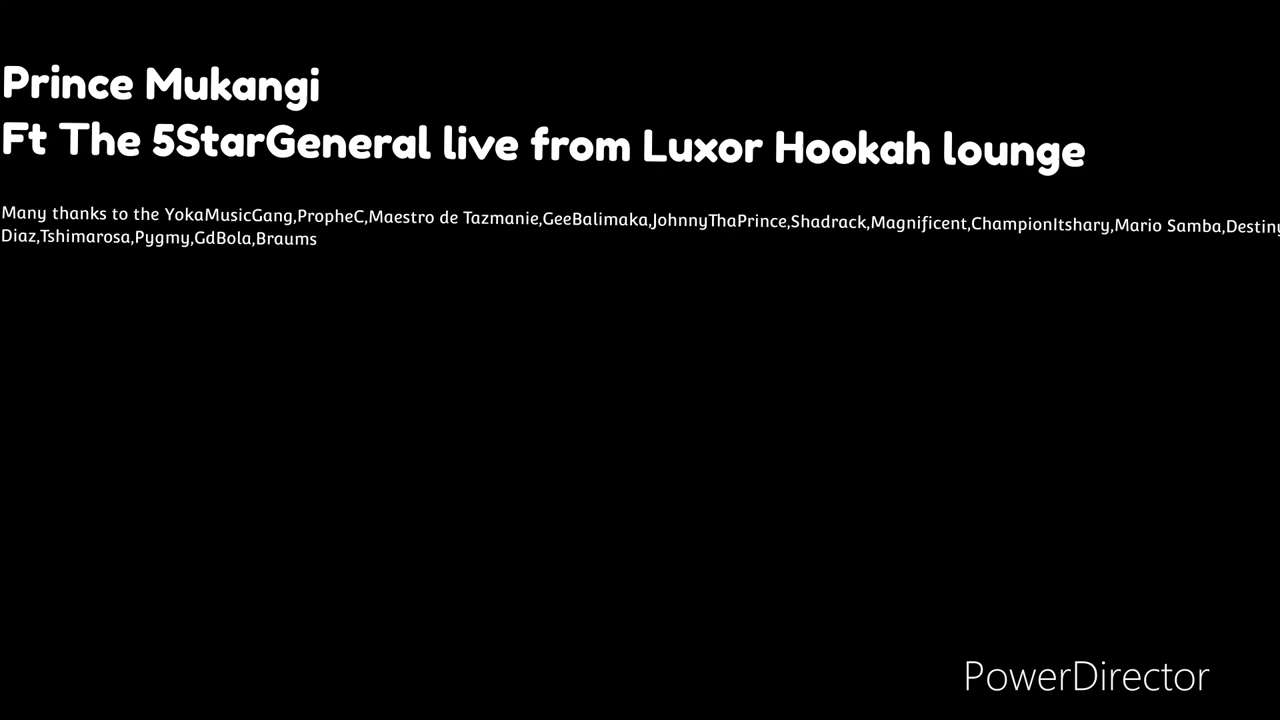 Prince Mukangi
Ft The 5StarGeneral live from Luxor Hookah lounge
Many thanks to the YokaMusicGang,PropheC,Maestro de Tazmanie,GeeBalimaka,JohnnyThaPrince,Shadrack,Magnificent,ChampionItshary,Mario Samba,Destiny
Diaz,Tshimarosa,Pygmy,GdBola,Braums
PowerDirector